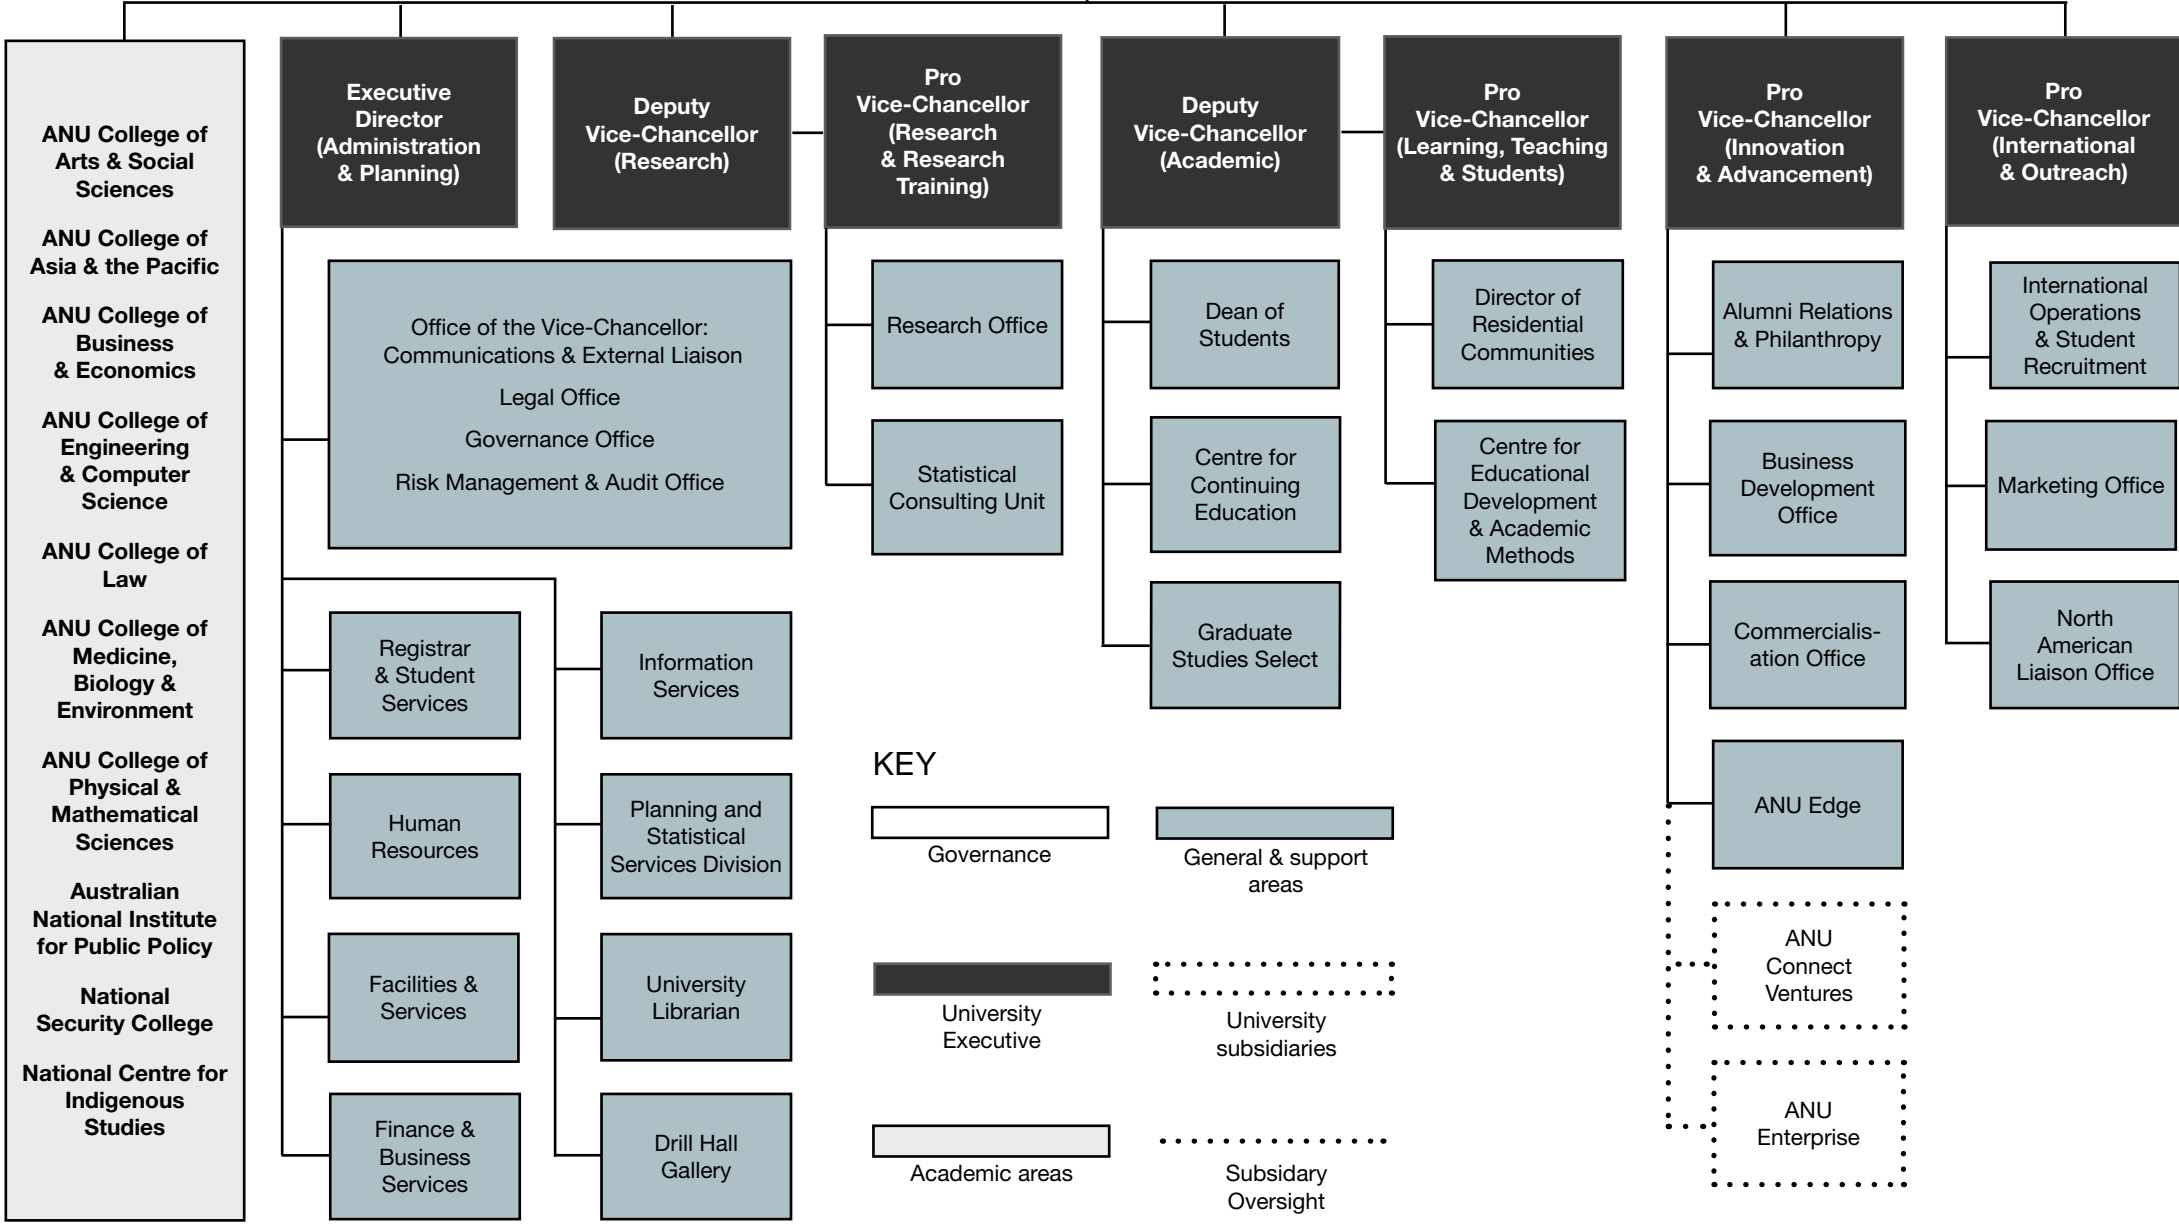 ANU College of
Arts & Social
Sciences
ANU College of
Asia & the Pacific
ANU College of
Business
& Economics
ANU College of
Engineering
& Computer
Science
ANU College of
Law
ANU College of
Medicine,
Biology &
Environment
ANU College of
Physical &
Mathematical
Sciences
Australian
National Institute
for Public Policy
National
Security College
National Centre for
Indigenous
Studies
Executive
Director
(Administration
& Planning)
Office of the Vice-Chancellor:
Communications & External Liaison
Legal Office
Governance Office
Risk Management & Audit Office
Registrar
& Student
Services
Human
Resources
Facilities &
Services
Finance &
Business
Services
Information
Services
Planning and
Statistical
Services Division
University
Librarian
Drill Hall
Gallery
Deputy
Vice-Chancellor
(Research)
Pro
Vice-Chancellor
(Research
& Research
Training)
Research Office
Statistical
Consulting Unit
Deputy
Vice-Chancellor
(Academic)
Dean of
Students
Centre for
Continuing
Education
Graduate
Studies Select
Pro
Vice-Chancellor
(Learning, Teaching
& Students)
Director of
Residential
Communities
Centre for
Educational
Development
& Academic
Methods
Pro
Vice-Chancellor
(Innovation
& Advancement)
Alumni Relations
& Philanthropy
Business
Development
Office
Commercialis-
ation Office
ANU Edge
ANU
Connect
Ventures
ANU
Enterprise
Pro
Vice-Chancellor
(International
& Outreach)
International
Operations
& Student
Recruitment
Marketing Office
North
American
Liaison Office
KEY
Governance
General & support
areas
University
Executive
University
subsidiaries
Academic areas
Subsidary
Oversight